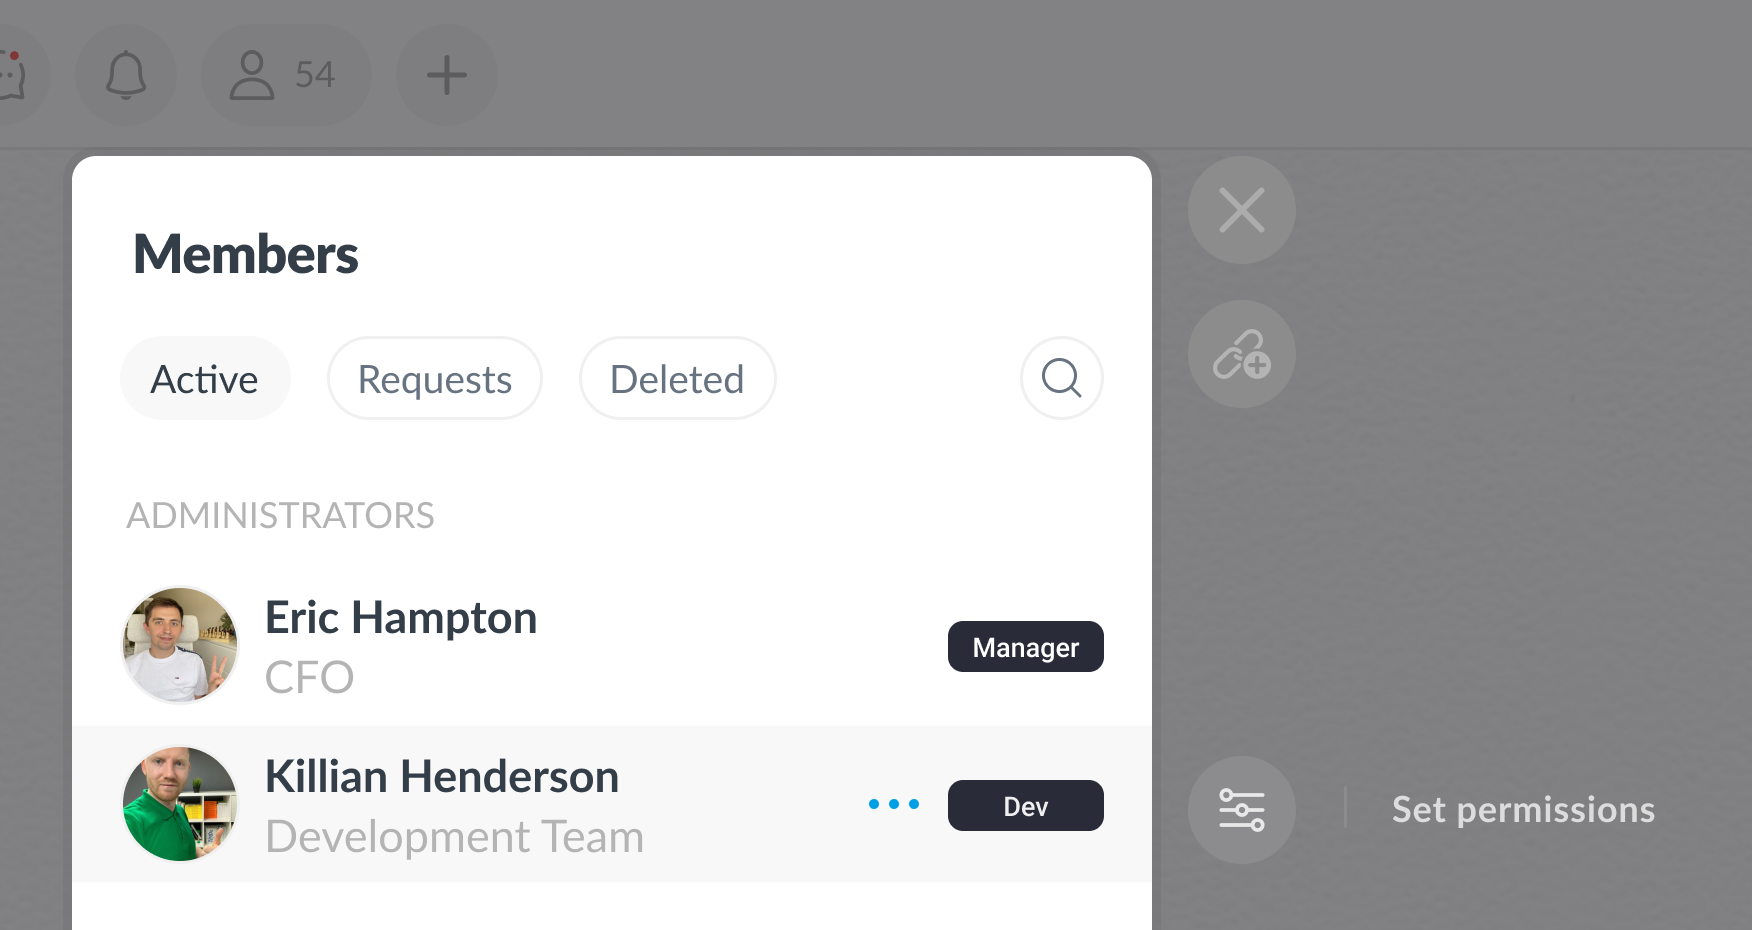 54
Members
Active
Requests
Deleted
ADMINISTRATORS
Eric Hampton
CFO
Manager
Killian Henderson
Development Team
Dev
Set permissions